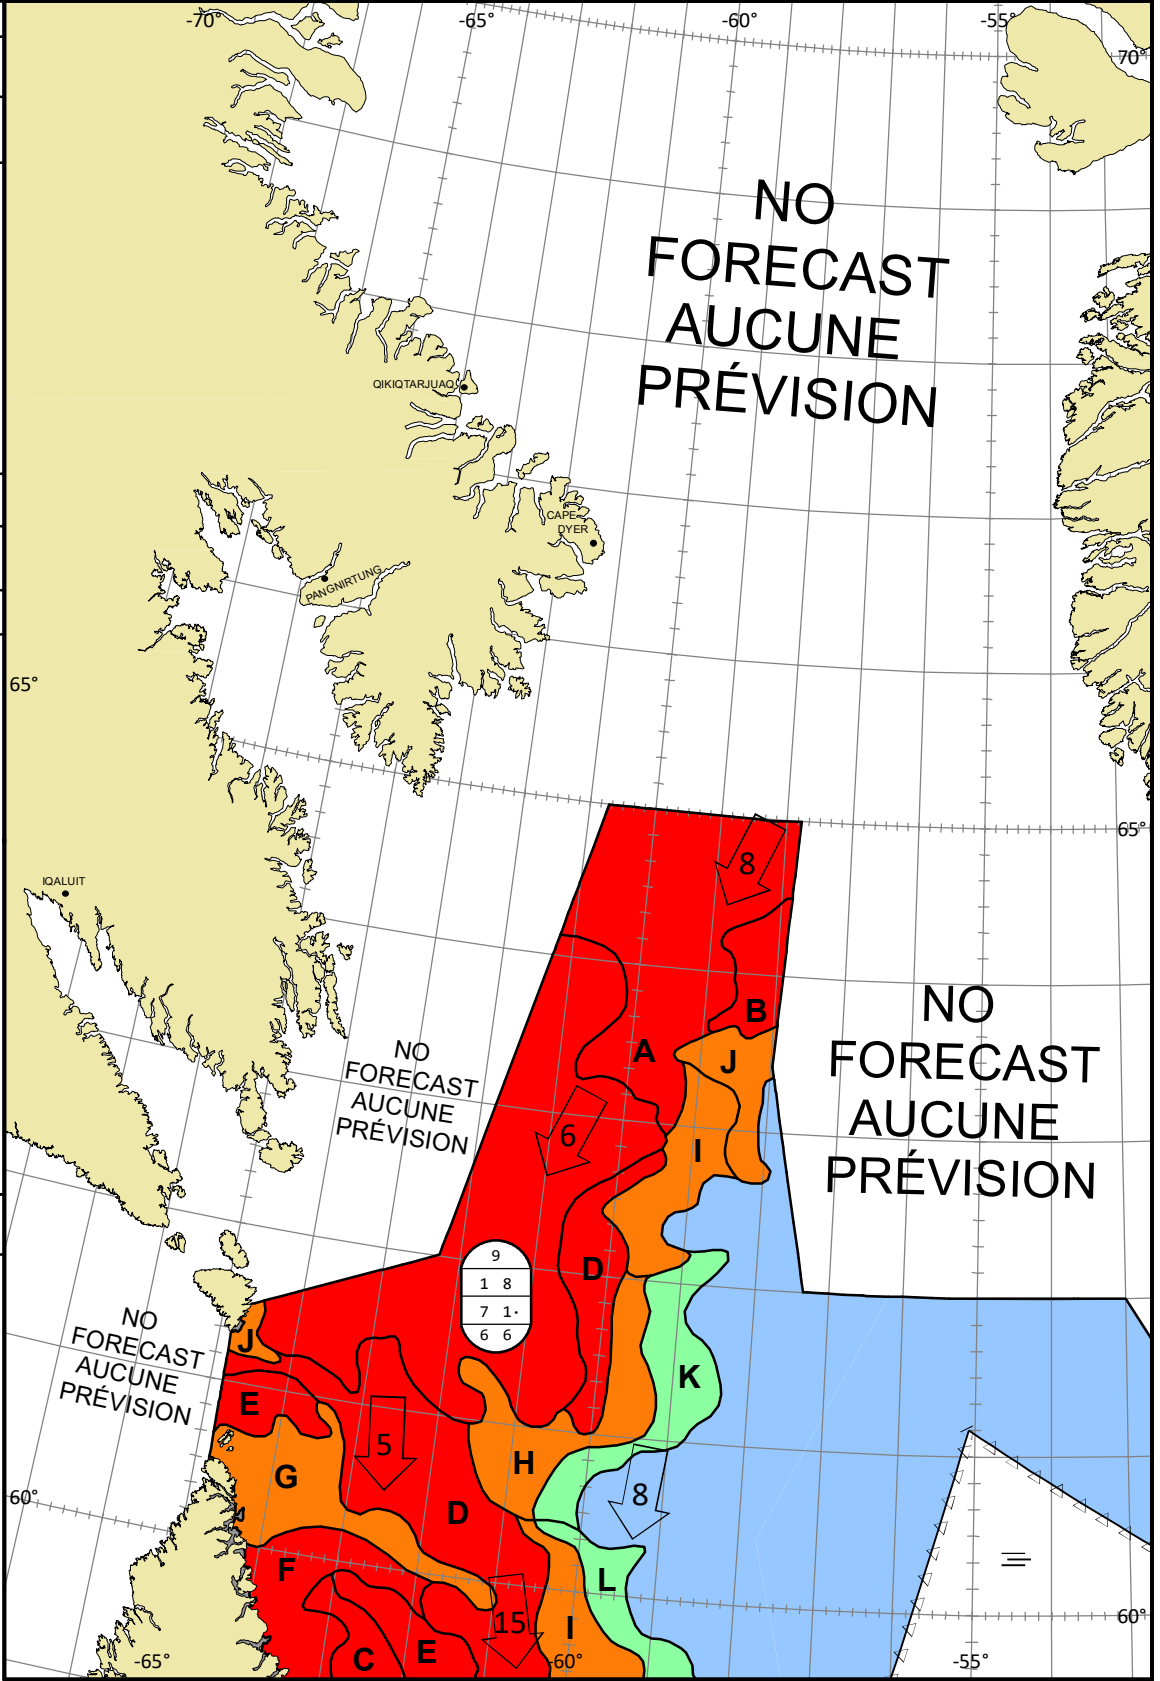 -70°
-65°
-60°
-55°
70°
NO
FORECAST
AUCUNE
PRÉVISION
QIKIQTARJUAQ
CAPE
DYER
PANGNIRTUNG
65°
65°
8
IQALUIT
B
NO
FORECAST
AUCUNE
PRÉVISION
A
J
NO
FORECAST
AUCUNE
PRÉVISION
6
I
D
9
1 8
7 1·
6 6
NO
FORECAST
AUCUNE
PRÉVISION
J
K
E
5
H
G
8
60°
D
F
L
60°
15
I
C
E
-65°
-60°
-55°